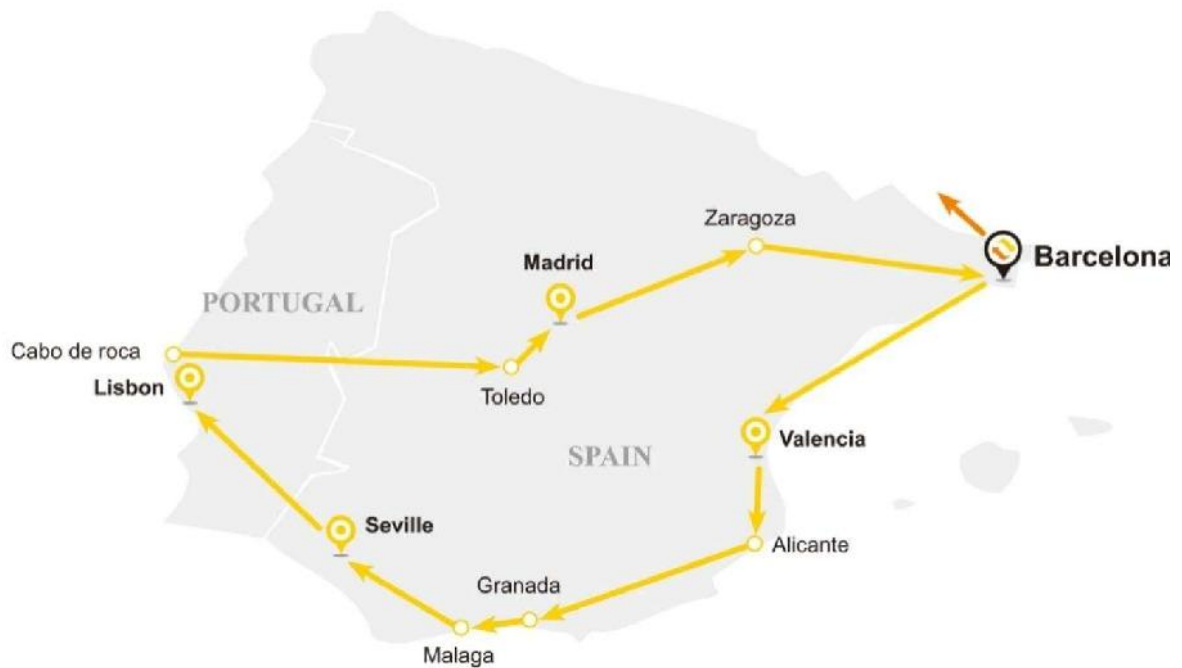 Zaragoza
Barcelona
Madrid
PORTUGAL
Cabo de roca
Lisbon
Toledo
Valencia
SPAIN
Seville
Alicante
Granada
Malaga